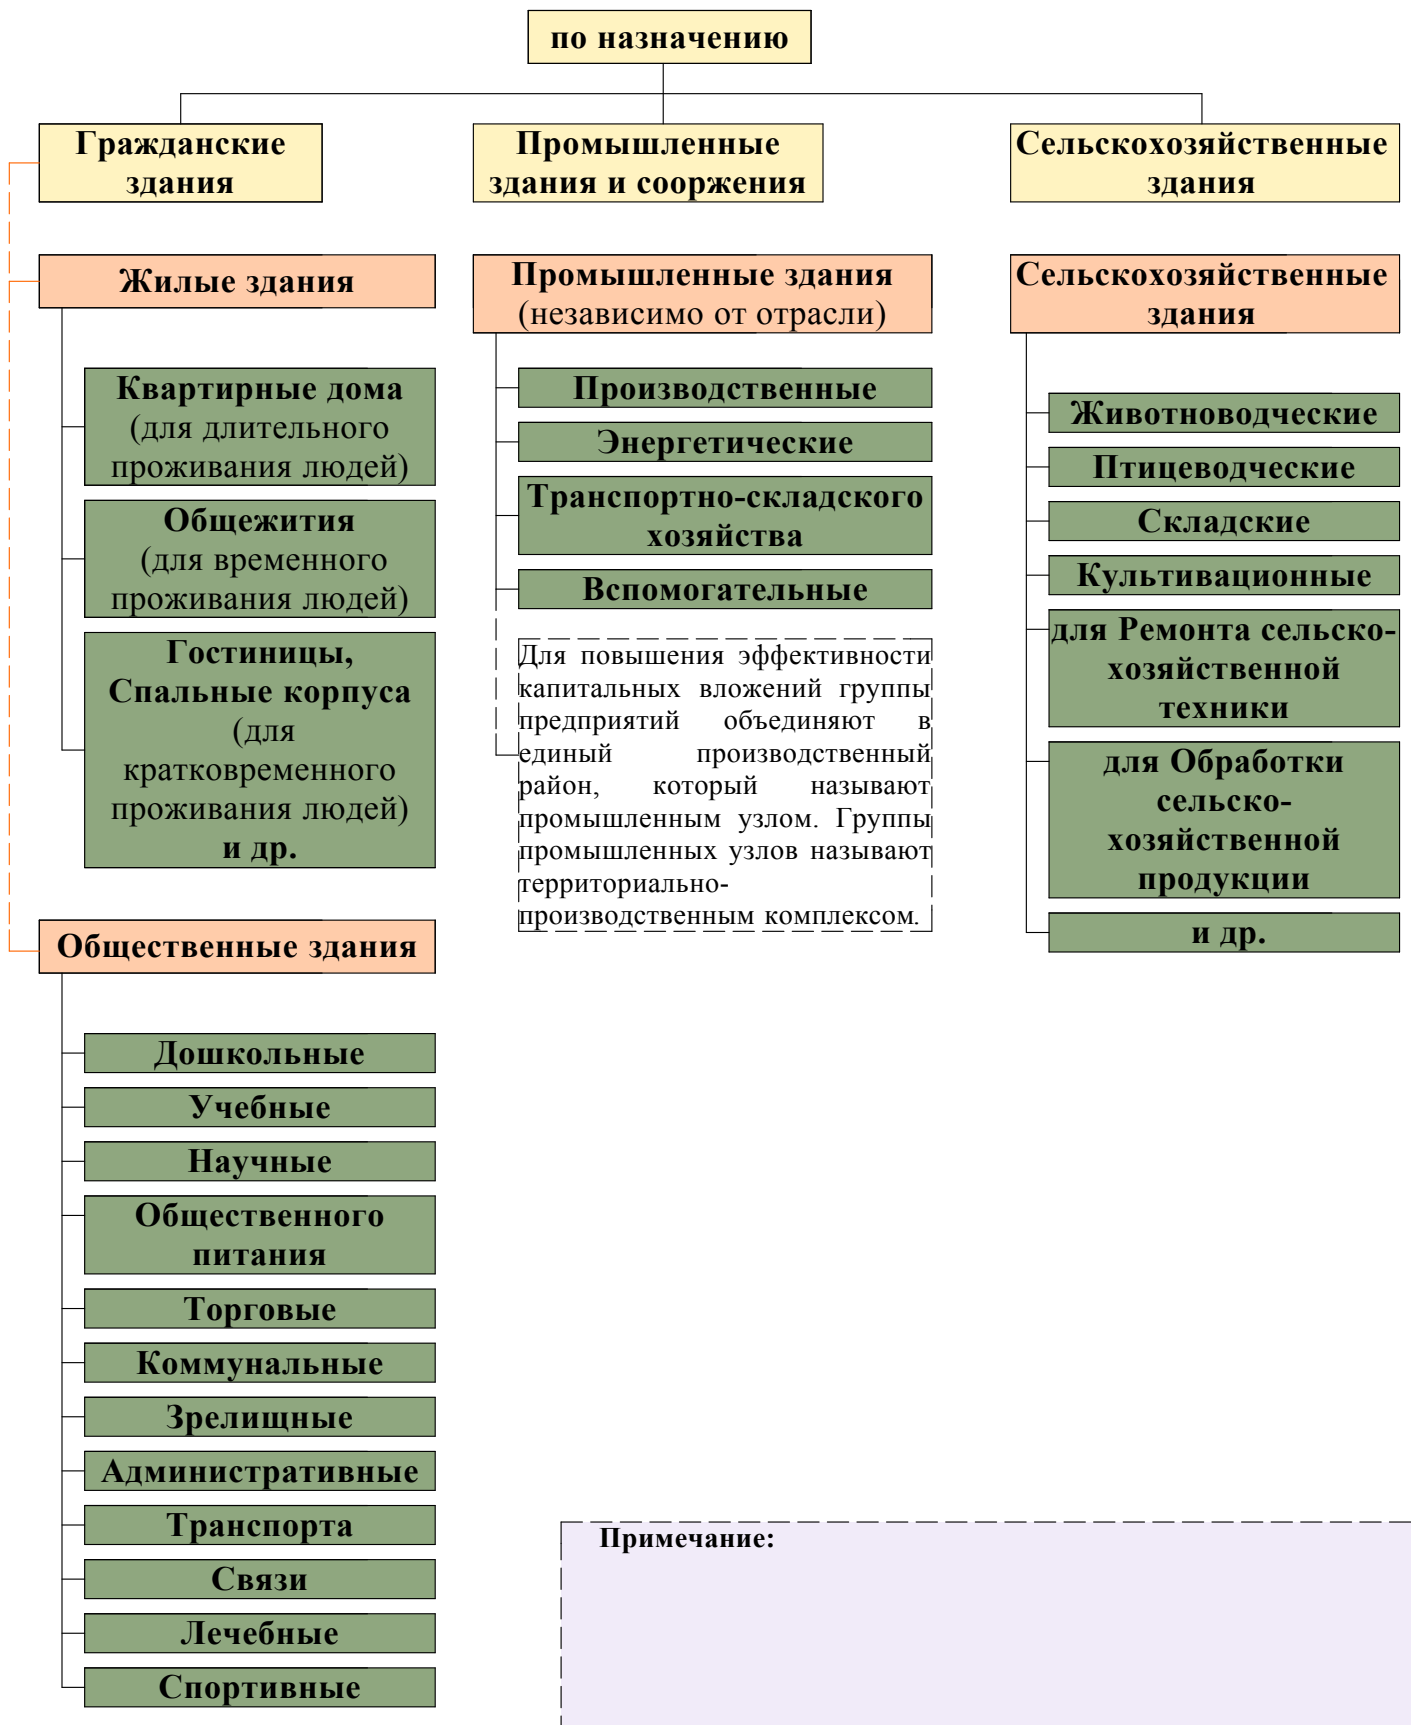 по назначению
Гражданские
здания
Промышленные
здания и сооржения
Сельскохозяйственные
здания
Жилые здания
Квартирные дома
(для длительного
проживания людей)
Общежития
(для временного
проживания людей)
Гостиницы,
Спальные корпуса
(для
кратковременного
проживания людей)
и др.
Общественные здания
Дошкольные
Учебные
Научные
Общественного
питания
Торговые
Коммунальные
Зрелищные
Административные
Транспорта
Связи
Лечебные
Спортивные
Промышленные здания
(независимо от отрасли)
Производственные
Энергетические
Транспортно-складского
хозяйства
Вспомогательные
Для повышения эффективности
капитальных вложений группы
предприятий объединяют в
единый производственный
район, который называют
промышленным узлом. Группы
промышленных узлов называют
территориально-
производственным комплексом.
Сельскохозяйственные
здания
Животноводческие
Птицеводческие
Складские
Культивационные
для Ремонта сельско-
хозяйственной
техники
для Обработки
сельско-
хозяйственной
продукции
и др.
Примечание: